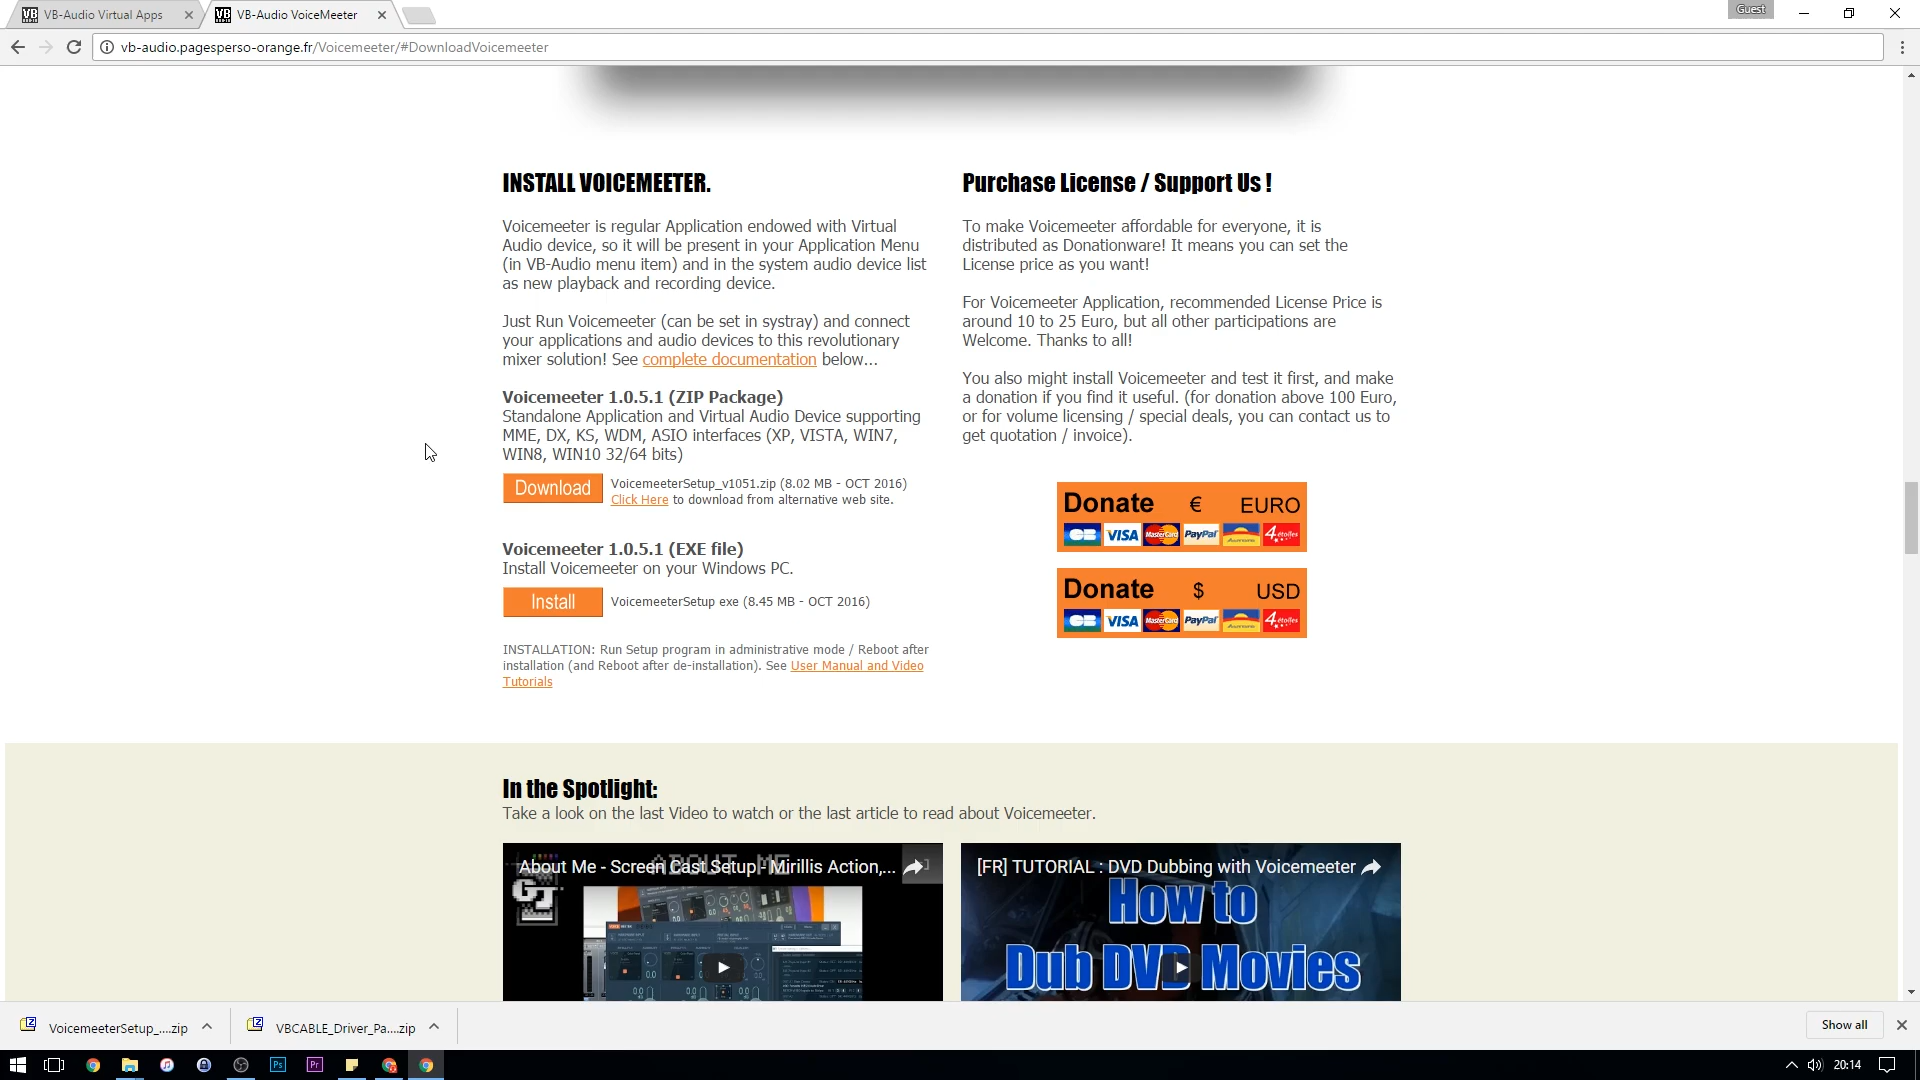 VB-Audio Virtual Apps
VB-Audio VoiceMeeter
Guest
vb-audio.pagesperso-orange.fr/Voicemeeter/#DownloadVoicemeeter
INSTALL VOICEMEETER.
Voicemeeter is regular Application endowed with Virtual
Audio device, so it will be present in your Application Menu
(in VB-Audio menu item) and in the system audio device list
as new playback and recording device.
Just Run Voicemeeter (can be set in systray) and connect
your applications and audio devices to this revolutionary
mixer solution! See complete documentation below...
Voicemeeter 1.0.5.1 (ZIP Package)
Standalone Application and Virtual Audio Device supporting
MME, DX, KS, WDM, ASIO interfaces (XP, VISTA, WIN7,
WIN8, WIN10 32/64 bits)
Download
VoicemeeterSetup_v1051.zip (8.02 MB - OCT 2016)
Click Here to download from alternative web site.
Voicemeeter 1.0.5.1 (EXE file)
Install Voicemeeter on your Windows PC.
Install
VoicemeeterSetup exe (8.45 MB - OCT 2016)
INSTALLATION: Run Setup program in administrative mode / Reboot after
installation (and Reboot after de-installation). See User Manual and Video
Tutorials
Purchase License / Support Us !
To make Voicemeeter affordable for everyone, it is
distributed as Donationware! It means you can set the
License price as you want!
For Voicemeeter Application, recommended License Price is
around 10 to 25 Euro, but all other participations are
Welcome. Thanks to all!
You also might install Voicemeeter and test it first, and make
a donation if you find it useful. (for donation above 100 Euro,
or for volume licensing / special deals, you can contact us to
get quotation / invoice).
Donate € EURO
CB VISA MasterCard PayPal 4 étoiles
Donate $ USD
CB VISA MasterCard PayPal 4 étoiles
In the Spotlight:
Take a look on the last Video to watch or the last article to read about Voicemeeter.
About Me - Screen Cast Setup - Mirillis Action,...
ABOUT ME
[FR] TUTORIAL : DVD Dubbing with Voicemeeter
How to
Dub DVD Movies
VoicemeeterSetup_....zip
VBCABLE_Driver_Pa....zip
Show all
Ps
Pr
20:14